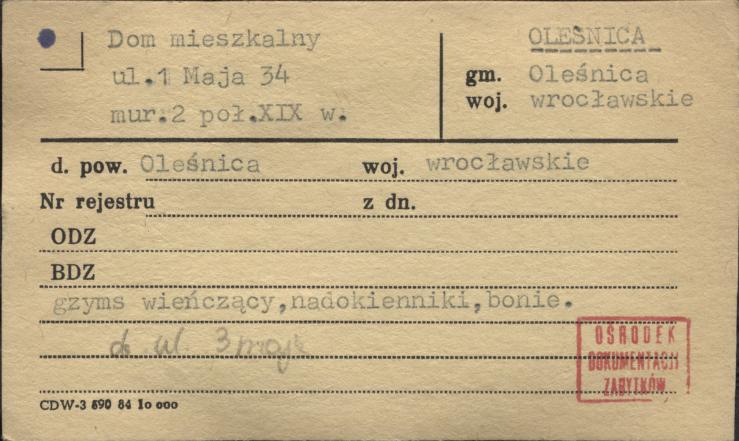 Dom mieszkalny
ul.1 Maja 34
mur.2 poł.XIX w.
OLEŚNICA
gm. Oleśnica
woj. wrocławskie
d. pow. Oleśnica woj. wrocławskie
Nr rejestru z dn.
ODZ
BDZ
gzyms wieńczący,nadokienniki,bonie.
ul. 3 maja
OŚRODEK
DOKUMENTACJI
ZABYTKÓW
CDW-3 690 84 1o 000